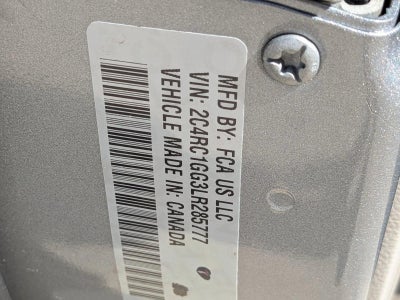 MFD BY: FCA US LLC
VIN: 2C4RC1GG3LR285777
VEHICLE MADE IN: CANADA